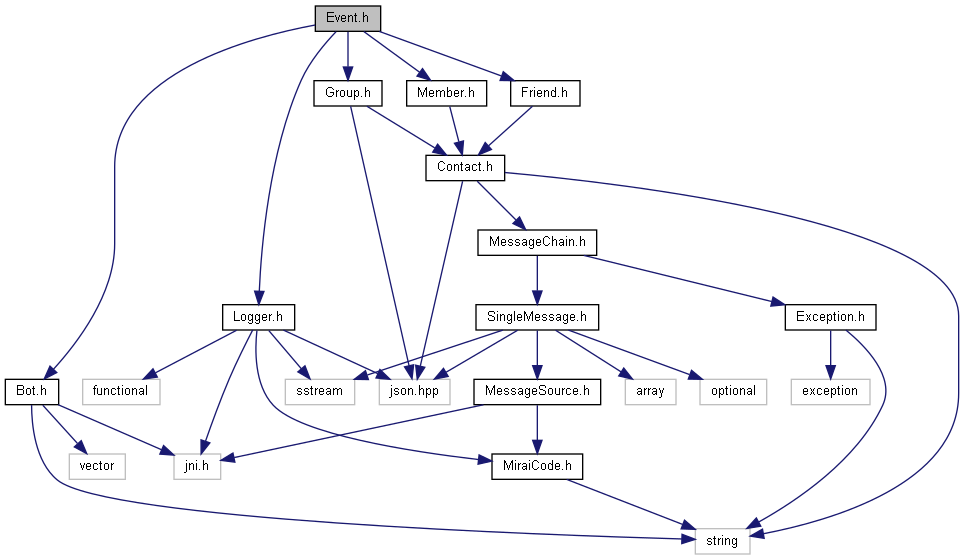 Event.h
Group.h
Member.h
Friend.h
Contact.h
MessageChain.h
Logger.h
SingleMessage.h
Exception.h
Bot.h
functional
sstream
json.hpp
MessageSource.h
array
optional
exception
vector
jni.h
MiraiCode.h
string